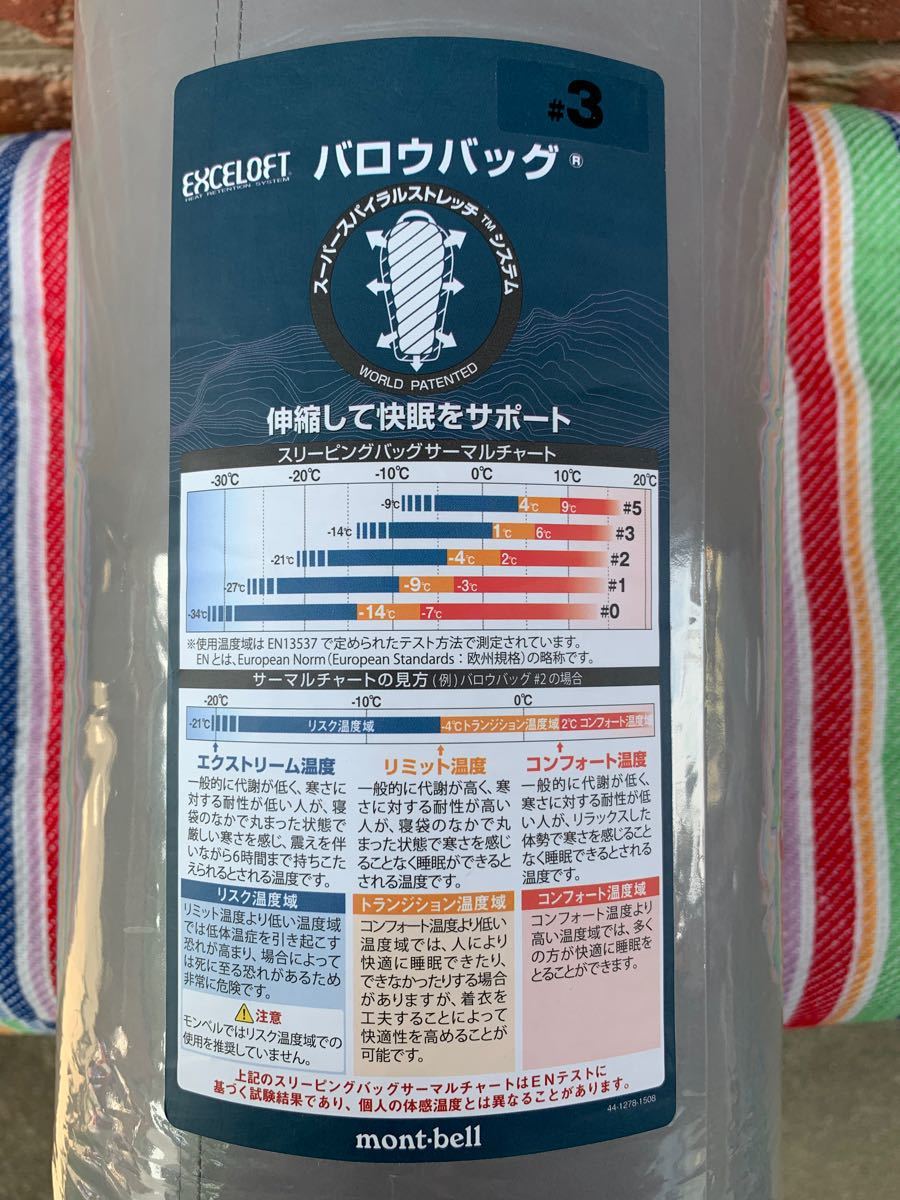 #3
EXCELOFT
HEAT RETENTION SYSTEM
バロウバッグ®
スーパースパイラルストレッチ™システム
WORLD PATENTED
伸縮して快眠をサポート
スリーピングバッグサーマルチャート
-30℃ -20℃ -10℃ 0℃ 10℃ 20℃
-9℃ 4℃ 9℃ #5
-14℃ 1℃ 6℃ #3
-21℃ -4℃ 2℃ #2
-27℃ -9℃ -3℃ #1
-34℃ -14℃ -7℃ #0
※使用温度域は EN13537 で定められたテスト方法で測定されています。
EN とは、European Norm（European Standards：欧州規格）の略称です。
サーマルチャートの見方（例）バロウバッグ #2 の場合
-20℃ -10℃ 0℃
-21℃ リスク温度域 -4℃ トランジション温度域 2℃ コンフォート温度域
エクストリーム温度
一般的に代謝が低く、寒さに
対する耐性が低い人が、寝
袋のなかで丸まった状態で
厳しい寒さを感じ、震えを伴
いながら6時間まで持ちこた
えられるとされる温度です。
リミット温度
一般的に代謝が高く、寒
さに対する耐性が高い
人が、寝袋のなかで丸
まった状態で寒さを感じ
ることなく睡眠ができると
される温度です。
コンフォート温度
一般的に代謝が低く、
寒さに対する耐性が低
い人が、リラックスした
体勢で寒さを感じること
なく睡眠できるとされる
温度です。
リスク温度域
リミット温度より低い温度域
では低体温症を引き起こす
恐れが高まり、場合によって
は死に至る恐れがあるため
非常に危険です。
注意
モンベルではリスク温度域での
使用を推奨していません。
トランジション温度域
コンフォート温度より低い
温度域では、人により
快適に睡眠できたり、
できなかったりする場合
がありますが、着衣を
工夫することによって
快適性を高めることが
可能です。
コンフォート温度域
コンフォート温度より
高い温度域では、多く
の方が快適に睡眠を
とることができます。
上記のスリーピングバッグサーマルチャートはENテストに
基づく試験結果であり、個人の体感温度とは異なることがあります。
44-1278-1508
mont-bell